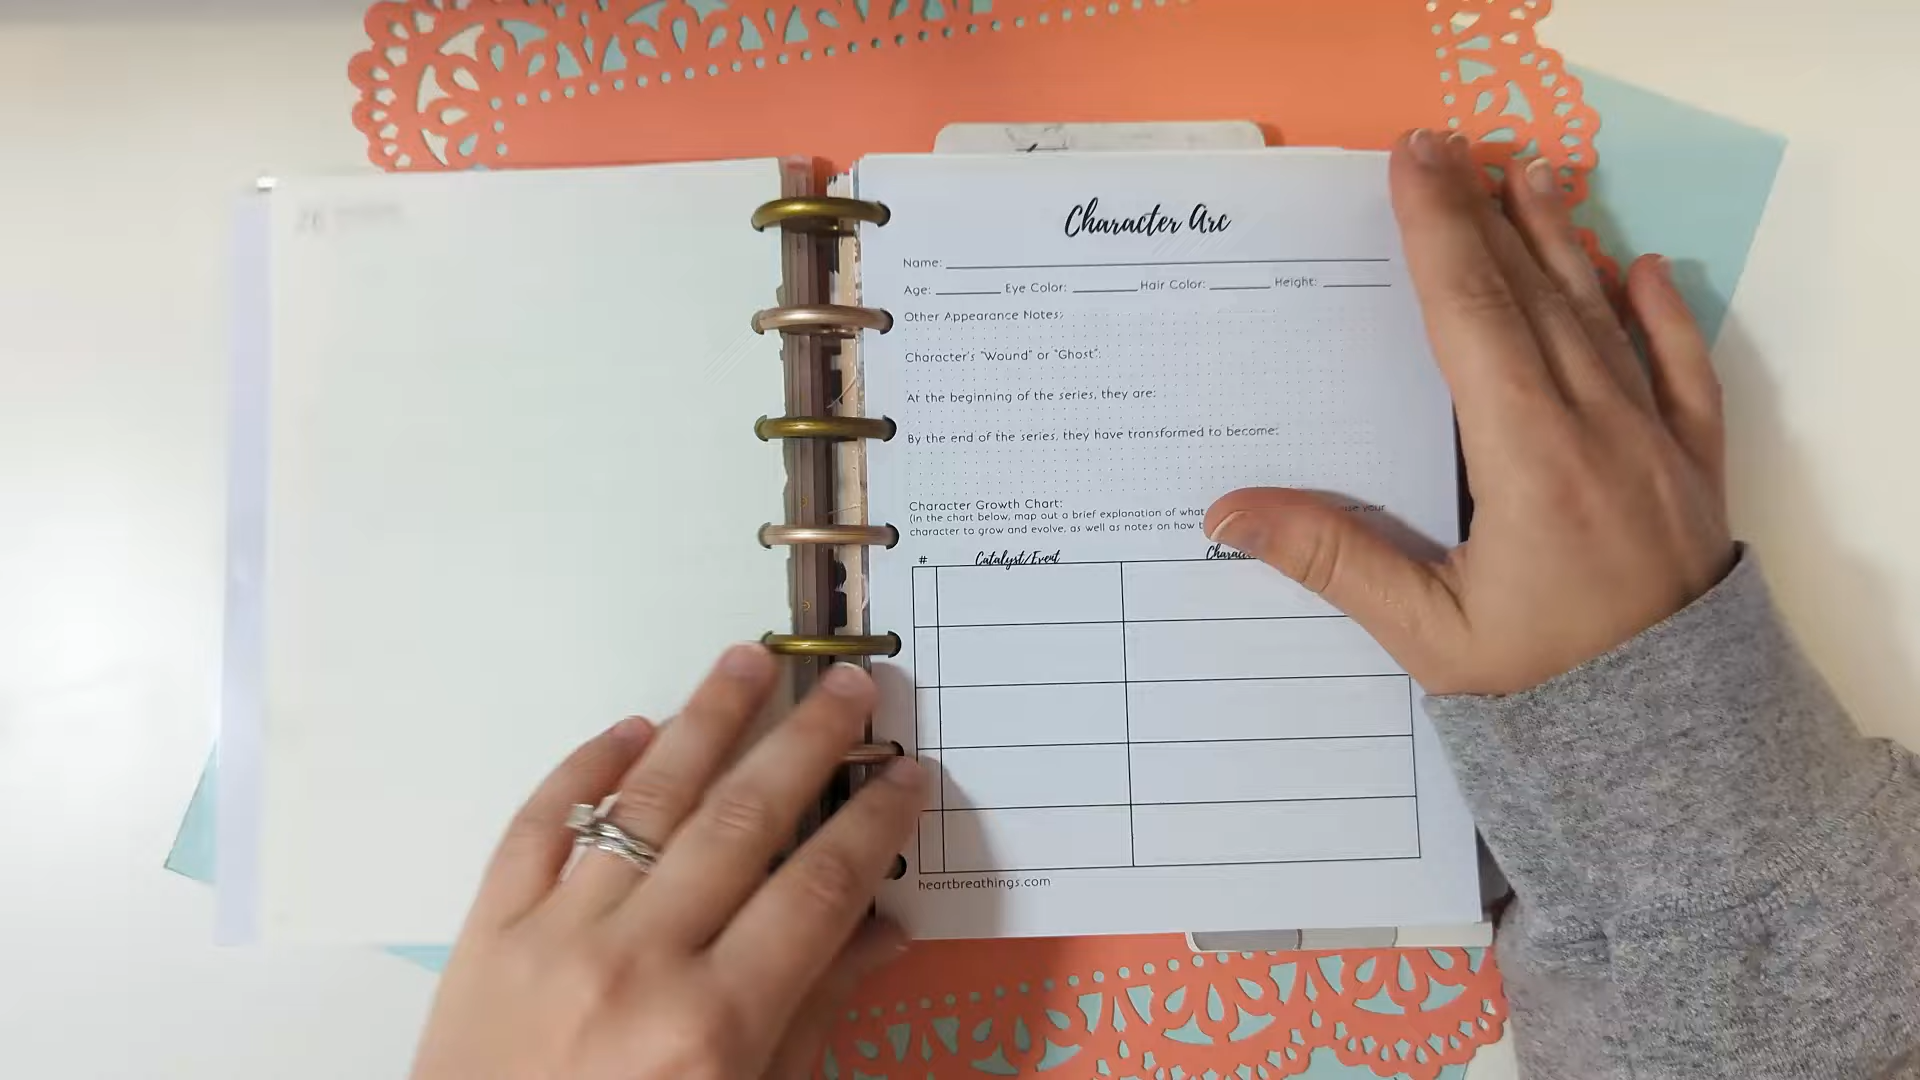 Character Arc
Name:
Age: Eye Color: Hair Color: Height:
Other Appearance Notes:
Character's "Wound" or "Ghost":
At the beginning of the series, they are:
By the end of the series, they have transformed to become:
Character Growth Chart:
(In the chart below, map out a brief explanation of what your
character to grow and evolve, as well as notes on how
# Catalyst/Event
heartbreathings.com